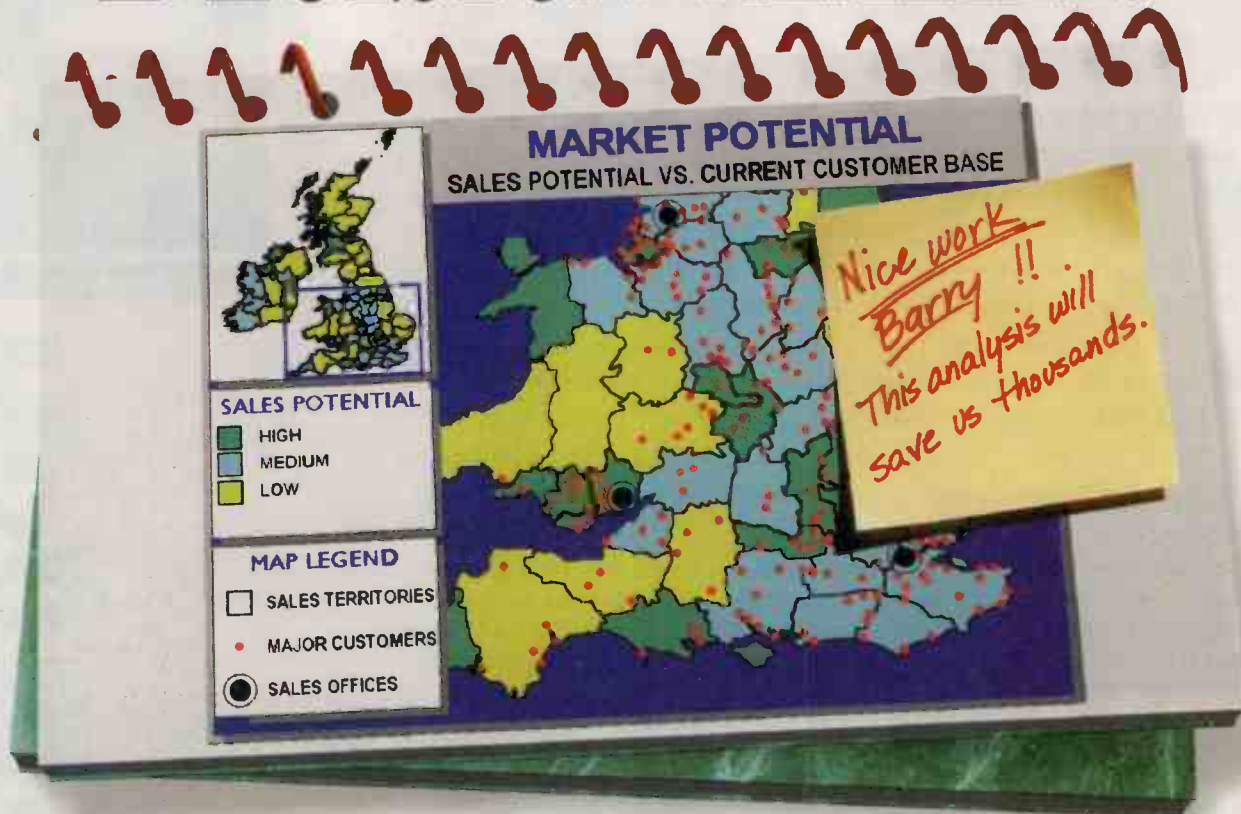 MARKET POTENTIAL
SALES POTENTIAL VS. CURRENT CUSTOMER BASE
SALES POTENTIAL
HIGH
MEDIUM
LOW
MAP LEGEND
SALES TERRITORIES
MAJOR CUSTOMERS
SALES OFFICES
Nice work
Barry !!
This analysis will
save us thousands.